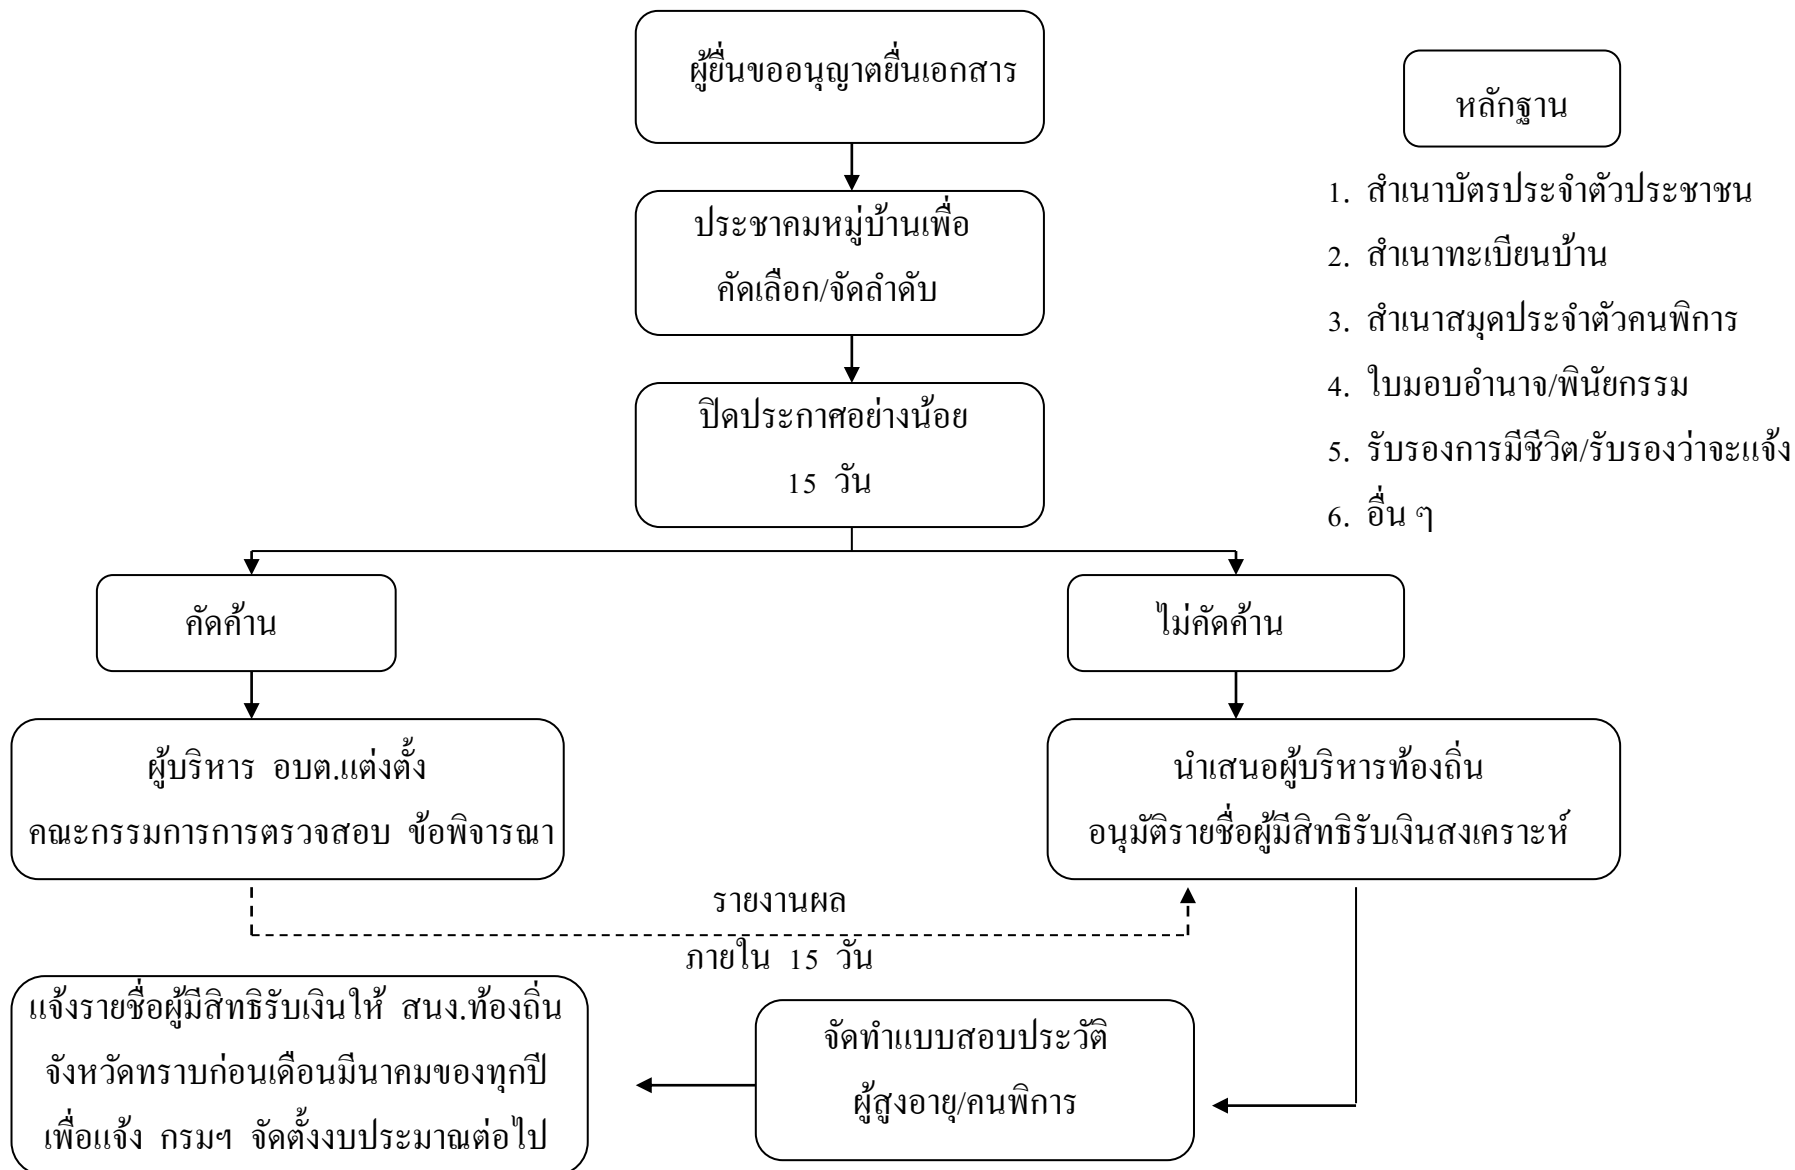 ผู้ยื่นขออนุญาตยื่นเอกสาร
ประชาคมหมู่บ้านเพื่อ
คัดเลือก/จัดลำดับ
ปิดประกาศอย่างน้อย
15 วัน
หลักฐาน
1. สำเนาบัตรประจำตัวประชาชน
2. สำเนาทะเบียนบ้าน
3. สำเนาสมุดประจำตัวคนพิการ
4. ใบมอบอำนาจ/พินัยกรรม
5. รับรองการมีชีวิต/รับรองว่าจะแจ้ง
6. อื่น ๆ
คัดค้าน
ไม่คัดค้าน
ผู้บริหาร อบต.แต่งตั้ง
คณะกรรมการการตรวจสอบ ข้อพิจารณา
นำเสนอผู้บริหารท้องถิ่น
อนุมัติรายชื่อผู้มีสิทธิรับเงินสงเคราะห์
รายงานผล
ภายใน 15 วัน
แจ้งรายชื่อผู้มีสิทธิรับเงินให้ สนง.ท้องถิ่น
จังหวัดทราบก่อนเดือนมีนาคมของทุกปี
เพื่อแจ้ง กรมฯ จัดตั้งงบประมาณต่อไป
จัดทำแบบสอบประวัติ
ผู้สูงอายุ/คนพิการ